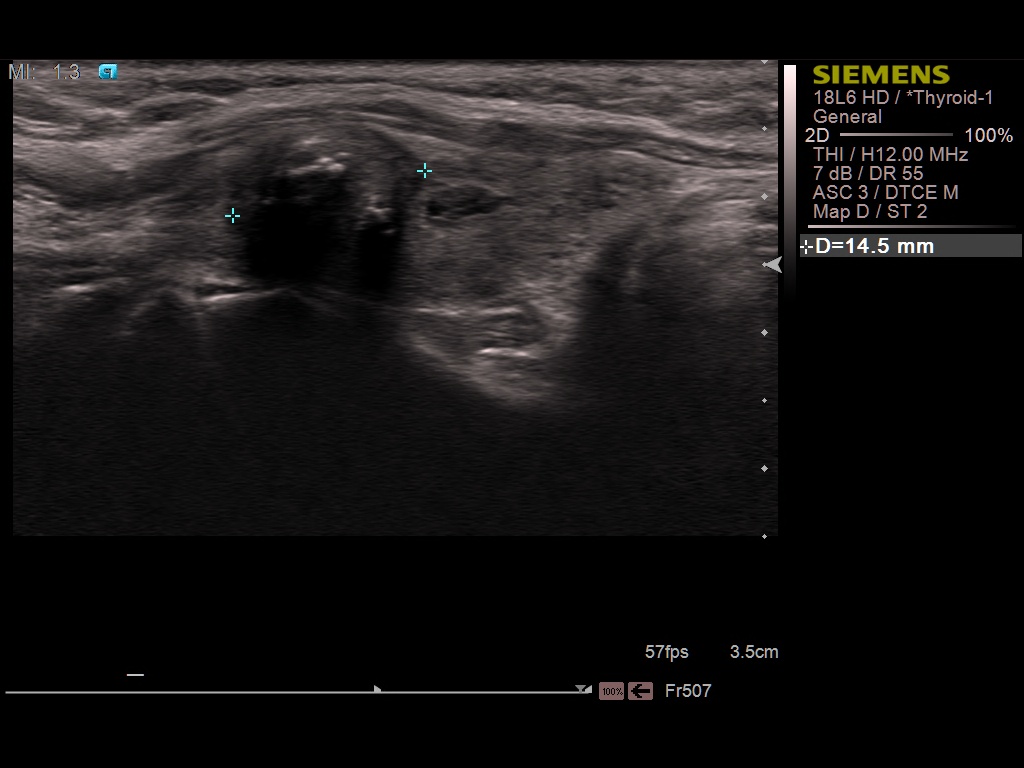 MI: 1.3
SIEMENS
18L6 HD / *Thyroid-1
General
2D 100%
THI / H12.00 MHz
7 dB / DR 55
ASC 3 / DTCE M
Map D / ST 2
D=14.5 mm
57fps 3.5cm
100% Fr507